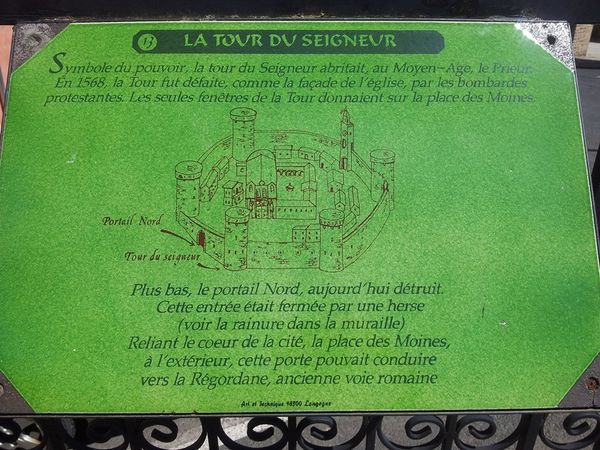 13 LA TOUR DU SEIGNEUR
Symbole du pouvoir, la tour du Seigneur abritait, au Moyen-Age, le Prieur.
En 1568, la Tour fut défaite, comme la façade de l'église, par les bombardes
protestantes. Les seules fenêtres de la Tour donnaient sur la place des Moines.
Portail Nord
Tour du seigneur
Plus bas, le portail Nord, aujourd'hui détruit.
Cette entrée était fermée par une herse
(voir la rainure dans la muraille)
Reliant le coeur de la cité, la place des Moines,
à l'extérieur, cette porte pouvait conduire
vers la Régordane, ancienne voie romaine
Art et Technique 48300 Langogne